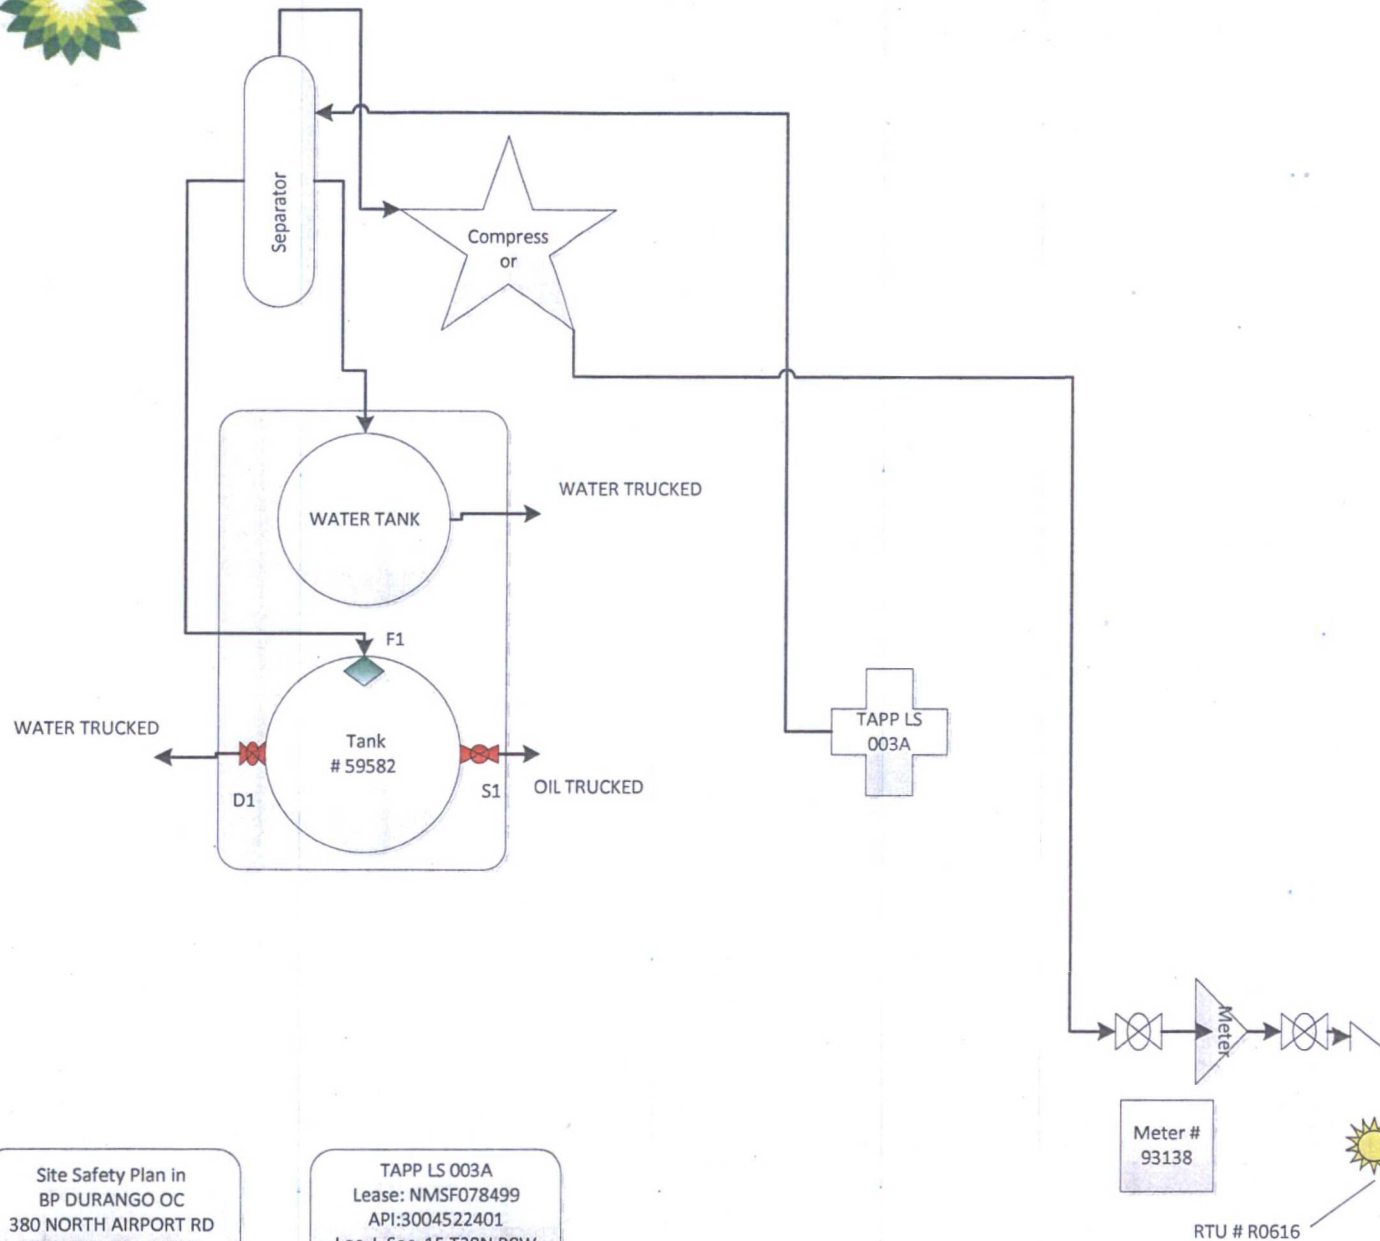 Separator
Compress
or
WATER TANK
WATER TRUCKED
F1
WATER TRUCKED
Tank
# 59582
D1
S1
OIL TRUCKED
TAPP LS
003A
Meter
Meter #
93138
RTU # R0616
Site Safety Plan in
BP DURANGO OC
380 NORTH AIRPORT RD
TAPP LS 003A
Lease: NMSF078499
API:3004522401